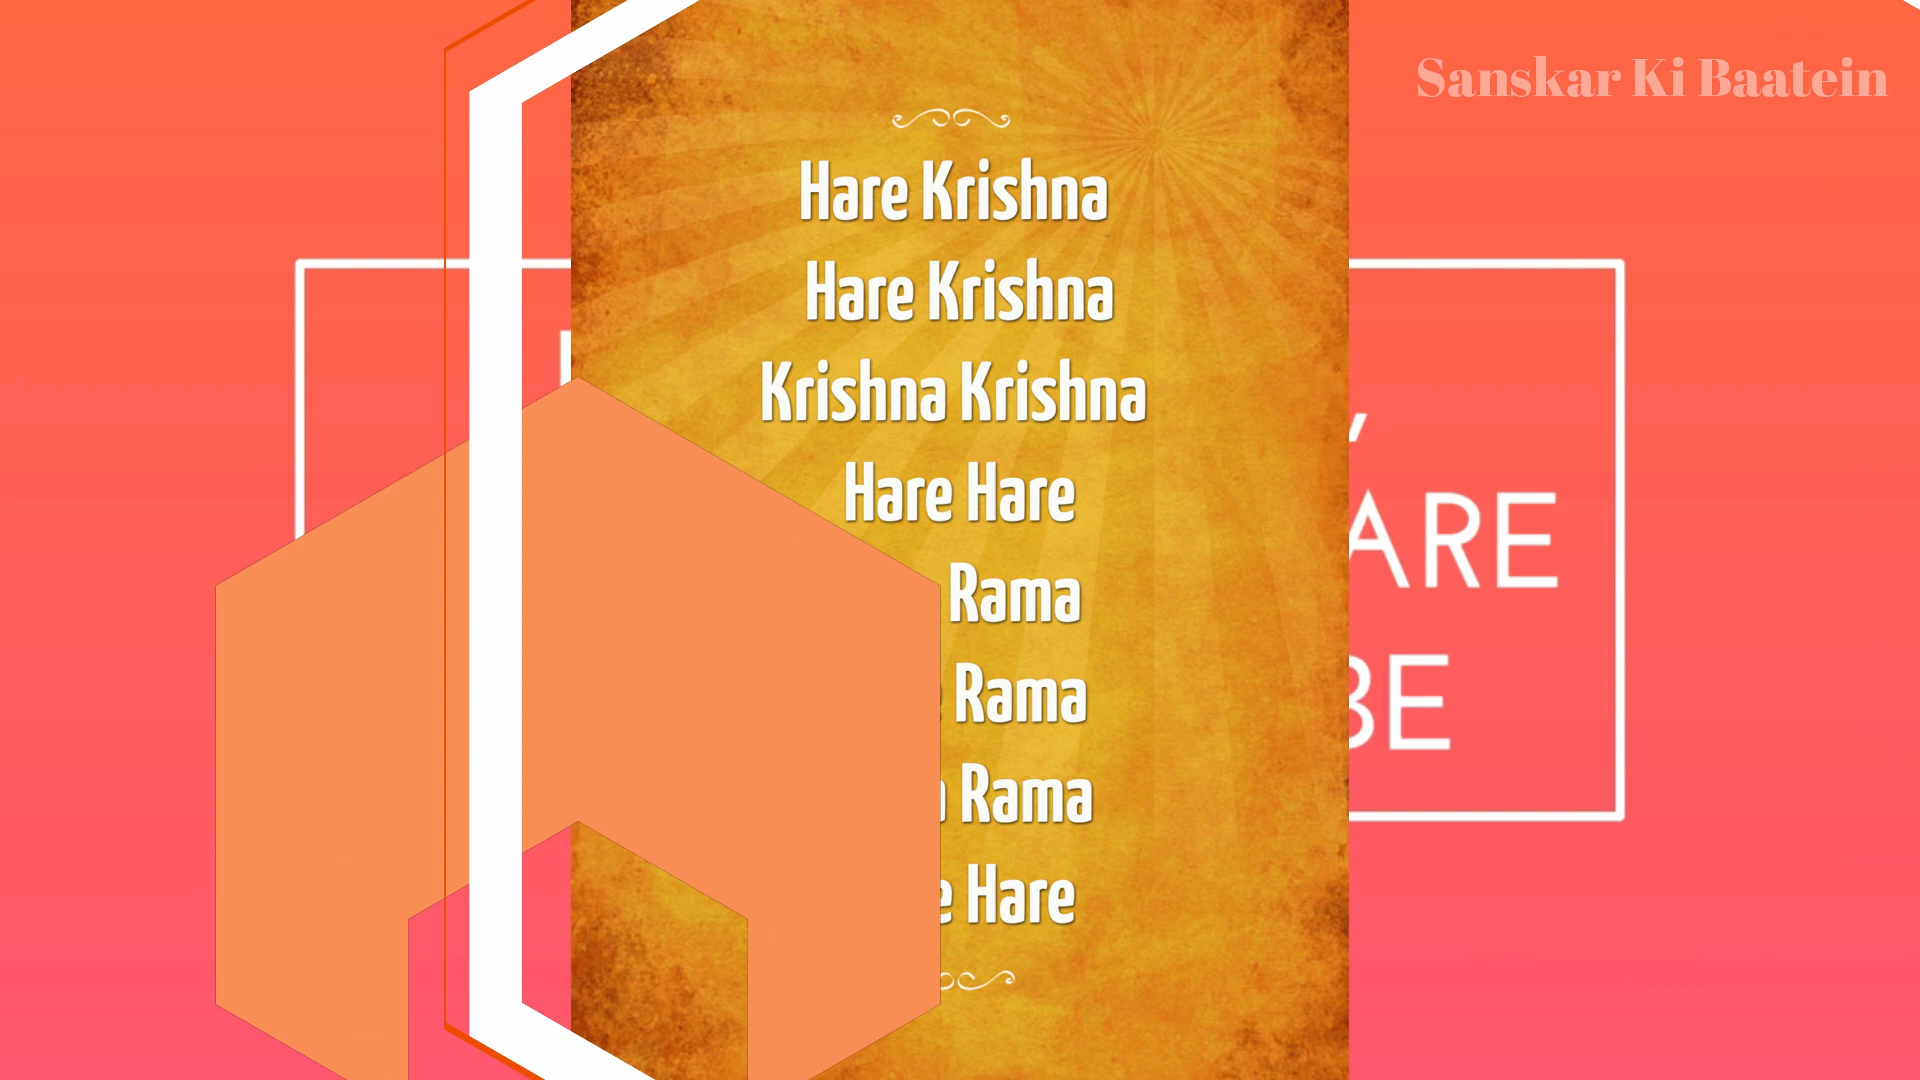 Sanskar Ki Baatein
Hare Krishna
Hare Krishna
Krishna Krishna
Hare Hare
Rama
Rama
Rama
Hare
ARE
BE